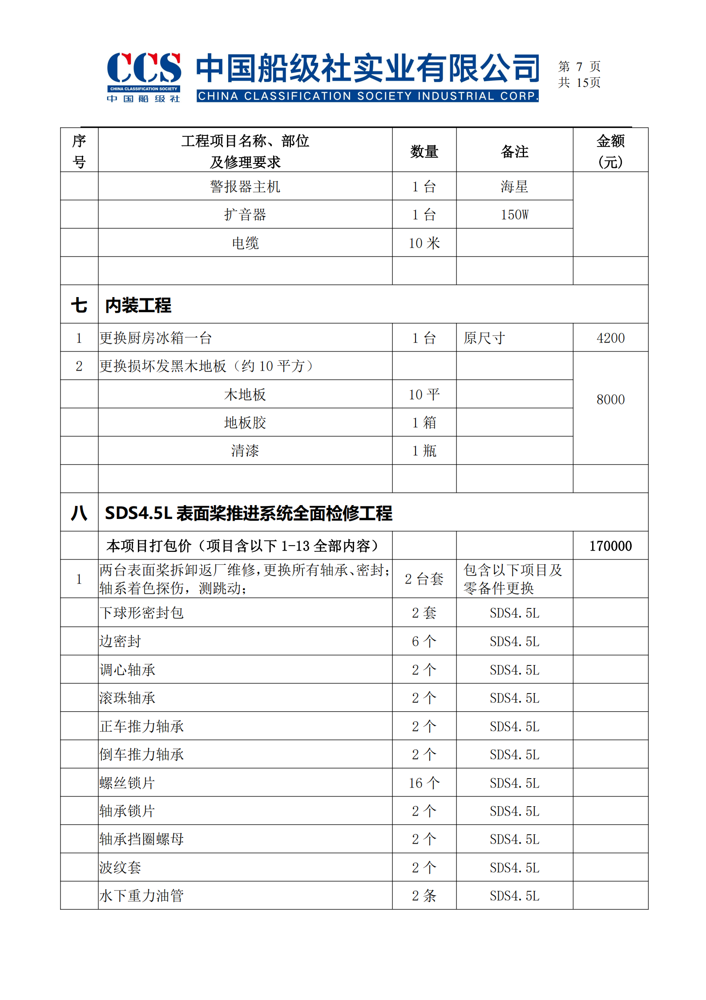 CCS
CHINA CLASSIFICATION SOCIETY
中国船级社
中国船级社实业有限公司
CHINA CLASSIFICATION SOCIETY INDUSTRIAL CORP.
第 7 页
共 15页
序号 工程项目名称、部位及修理要求 数量 备注 金额(元)
警报器主机 1 台 海星
扩音器 1 台 150W
电缆 10 米
七 内装工程
1 更换厨房冰箱一台 1 台 原尺寸 4200
2 更换损坏发黑木地板（约 10 平方） 8000
木地板 10 平
地板胶 1 箱
清漆 1 瓶
八 SDS4.5L 表面桨推进系统全面检修工程
本项目打包价（项目含以下 1-13 全部内容） 170000
1 两台表面桨拆卸返厂维修，更换所有轴承、密封；轴系着色探伤，测跳动； 2 台套 包含以下项目及零备件更换
下球形密封包 2 套 SDS4.5L
边密封 6 个 SDS4.5L
调心轴承 2 个 SDS4.5L
滚珠轴承 2 个 SDS4.5L
正车推力轴承 2 个 SDS4.5L
倒车推力轴承 2 个 SDS4.5L
螺丝锁片 16 个 SDS4.5L
轴承锁片 2 个 SDS4.5L
轴承挡圈螺母 2 个 SDS4.5L
波纹套 2 个 SDS4.5L
水下重力油管 2 条 SDS4.5L